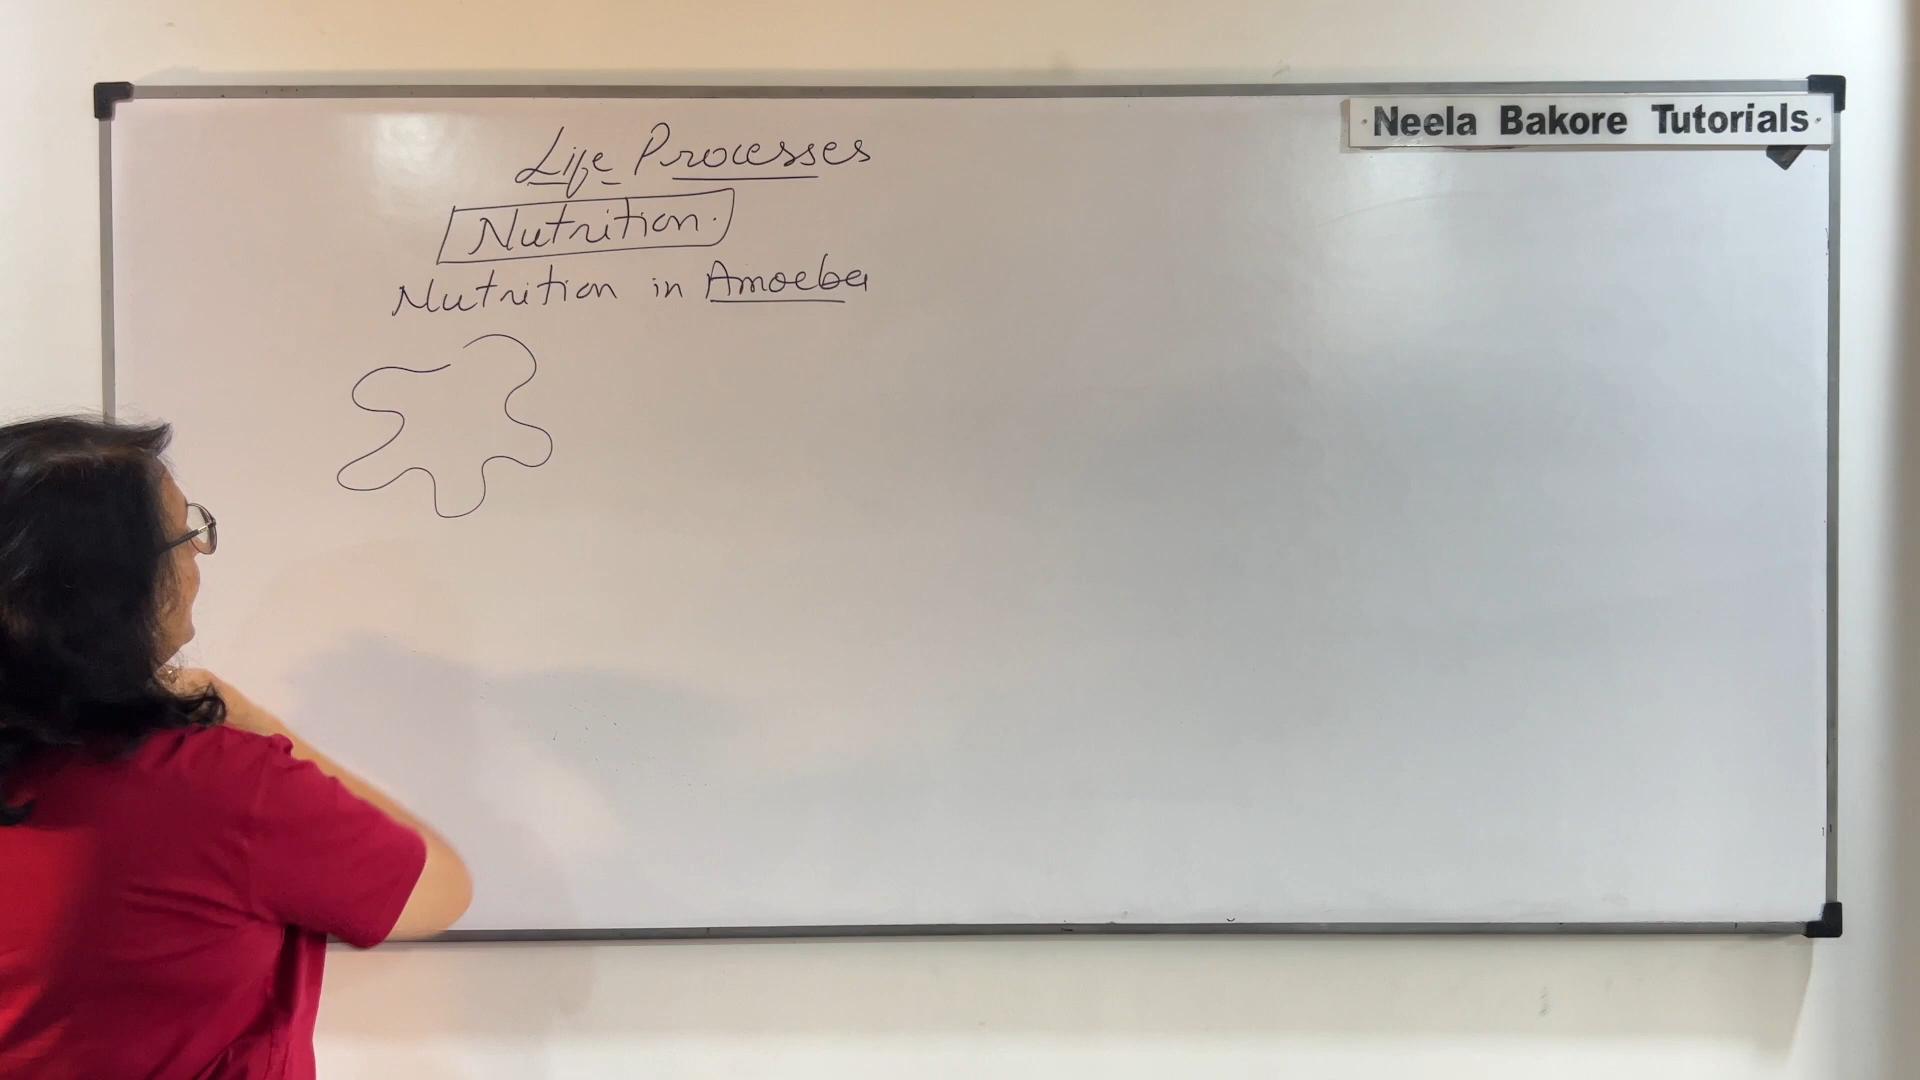 Neela Bakore Tutorials
Life Processes
Nutrition.
Nutrition in Amoeba